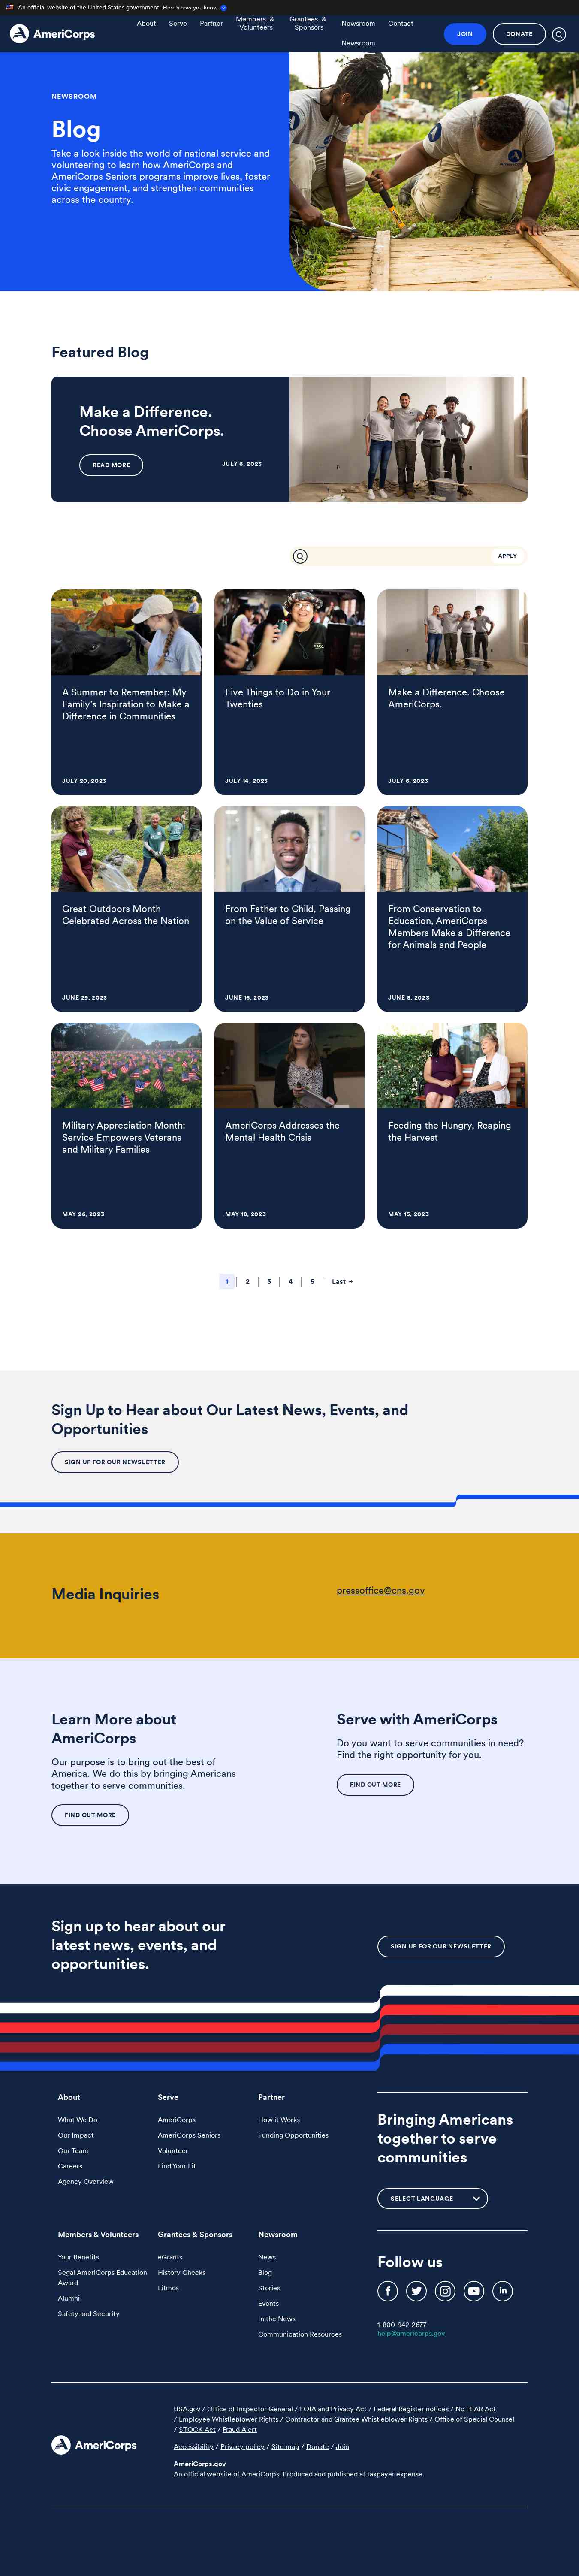 An official website of the United States government Here's how you know
AmeriCorps
About
Serve
Partner
Members & Volunteers
Grantees & Sponsors
Newsroom
Contact
JOIN
DONATE
Newsroom
NEWSROOM
Blog
Take a look inside the world of national service and
volunteering to learn how AmeriCorps and
AmeriCorps Seniors programs improve lives, foster
civic engagement, and strengthen communities
across the country.
Featured Blog
Make a Difference.
Choose AmeriCorps.
READ MORE
JULY 6, 2023
APPLY
A Summer to Remember: My
Family's Inspiration to Make a
Difference in Communities
JULY 20, 2023
Five Things to Do in Your
Twenties
JULY 14, 2023
Make a Difference. Choose
AmeriCorps.
JULY 6, 2023
Great Outdoors Month
Celebrated Across the Nation
JUNE 29, 2023
From Father to Child, Passing
on the Value of Service
JUNE 16, 2023
From Conservation to
Education, AmeriCorps
Members Make a Difference
for Animals and People
JUNE 8, 2023
Military Appreciation Month:
Service Empowers Veterans
and Military Families
MAY 26, 2023
AmeriCorps Addresses the
Mental Health Crisis
MAY 18, 2023
Feeding the Hungry, Reaping
the Harvest
MAY 15, 2023
1 2 3 4 5 Last →
Sign Up to Hear about Our Latest News, Events, and
Opportunities
SIGN UP FOR OUR NEWSLETTER
Media Inquiries
pressoffice@cns.gov
Learn More about
AmeriCorps
Our purpose is to bring out the best of
America. We do this by bringing Americans
together to serve communities.
FIND OUT MORE
Serve with AmeriCorps
Do you want to serve communities in need?
Find the right opportunity for you.
FIND OUT MORE
Sign up to hear about our
latest news, events, and
opportunities.
SIGN UP FOR OUR NEWSLETTER
About
What We Do
Our Impact
Our Team
Careers
Agency Overview
Serve
AmeriCorps
AmeriCorps Seniors
Volunteer
Find Your Fit
Partner
How it Works
Funding Opportunities
Bringing Americans
together to serve
communities
SELECT LANGUAGE
Members & Volunteers
Your Benefits
Segal AmeriCorps Education
Award
Alumni
Safety and Security
Grantees & Sponsors
eGrants
History Checks
Litmos
Newsroom
News
Blog
Stories
Events
In the News
Communication Resources
Follow us
1-800-942-2677
help@americorps.gov
AmeriCorps
USA.gov / Office of Inspector General / FOIA and Privacy Act / Federal Register notices / No FEAR Act
/ Employee Whistleblower Rights / Contractor and Grantee Whistleblower Rights / Office of Special Counsel
/ STOCK Act / Fraud Alert
Accessibility / Privacy policy / Site map / Donate / Join
AmeriCorps.gov
An official website of AmeriCorps. Produced and published at taxpayer expense.